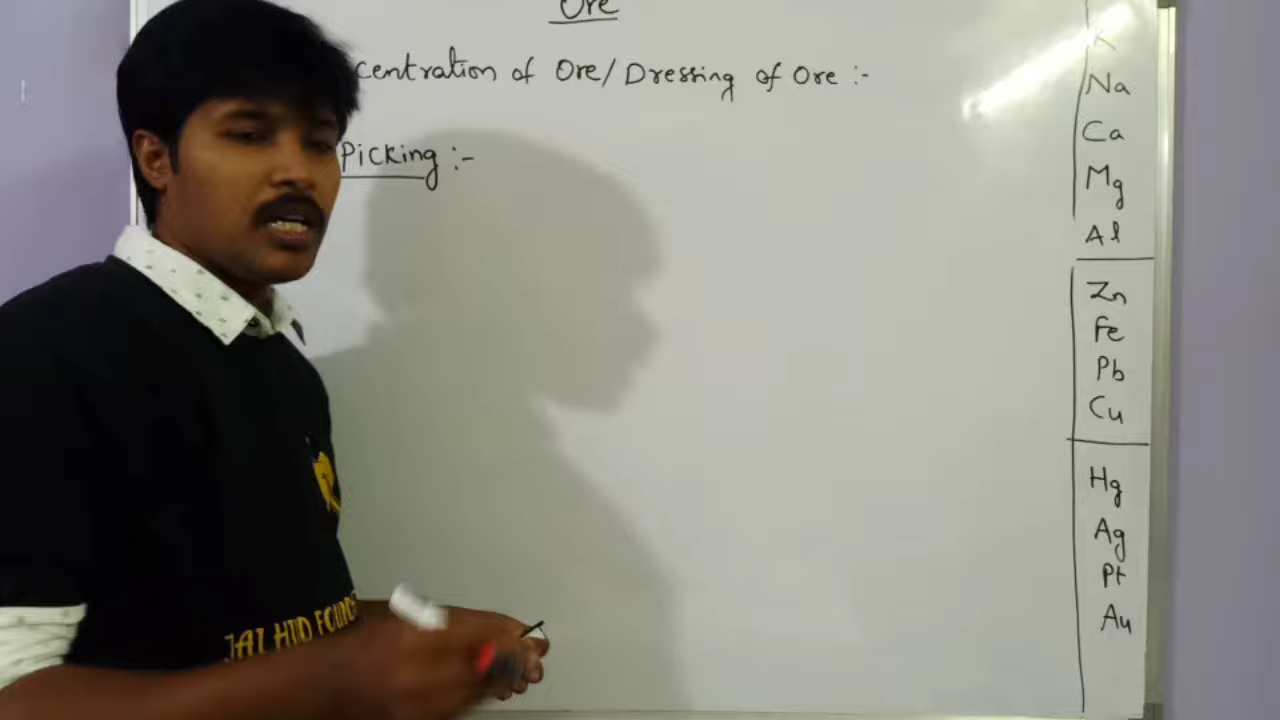 Ore
centration of Ore/Dressing of Ore :-
Picking :-
K
Na
Ca
Mg
Al
Zn
Fe
Pb
Cu
Hg
Ag
Pt
Au
JAI HIND FOUND